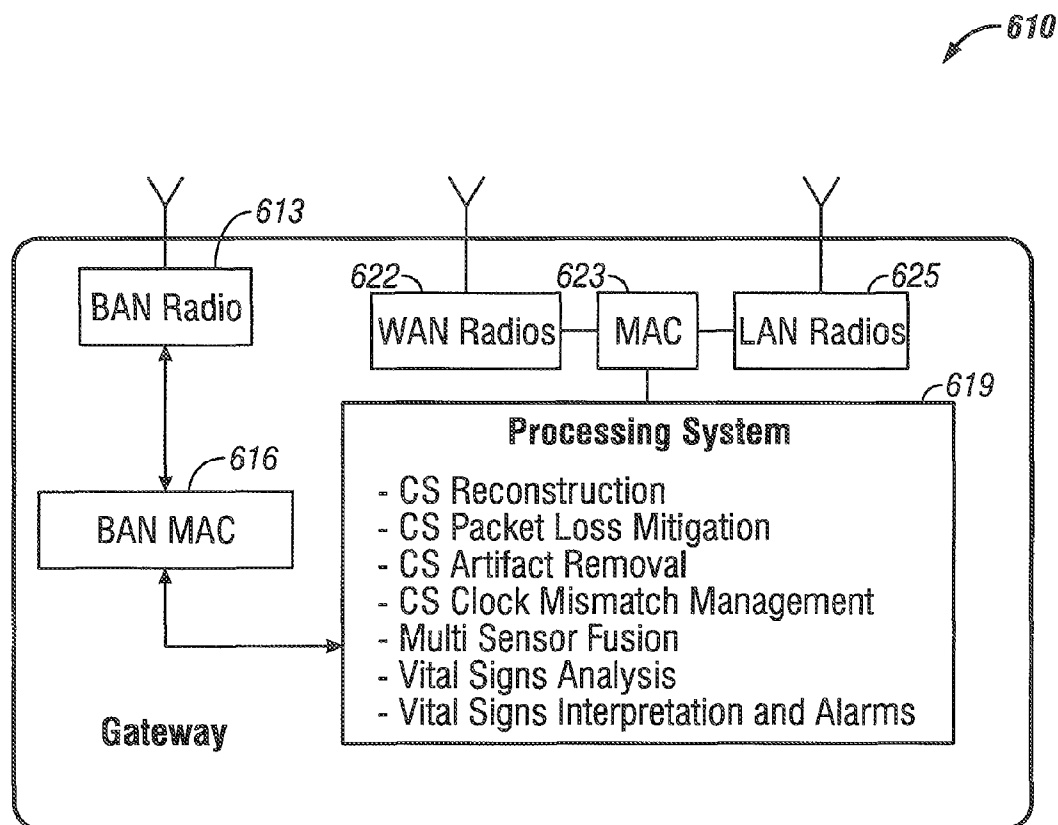 610
613
BAN Radio
622
WAN Radios
623
MAC
625
LAN Radios
619
Processing System
- CS Reconstruction
- CS Packet Loss Mitigation
- CS Artifact Removal
- CS Clock Mismatch Management
- Multi Sensor Fusion
- Vital Signs Analysis
- Vital Signs Interpretation and Alarms
616
BAN MAC
Gateway